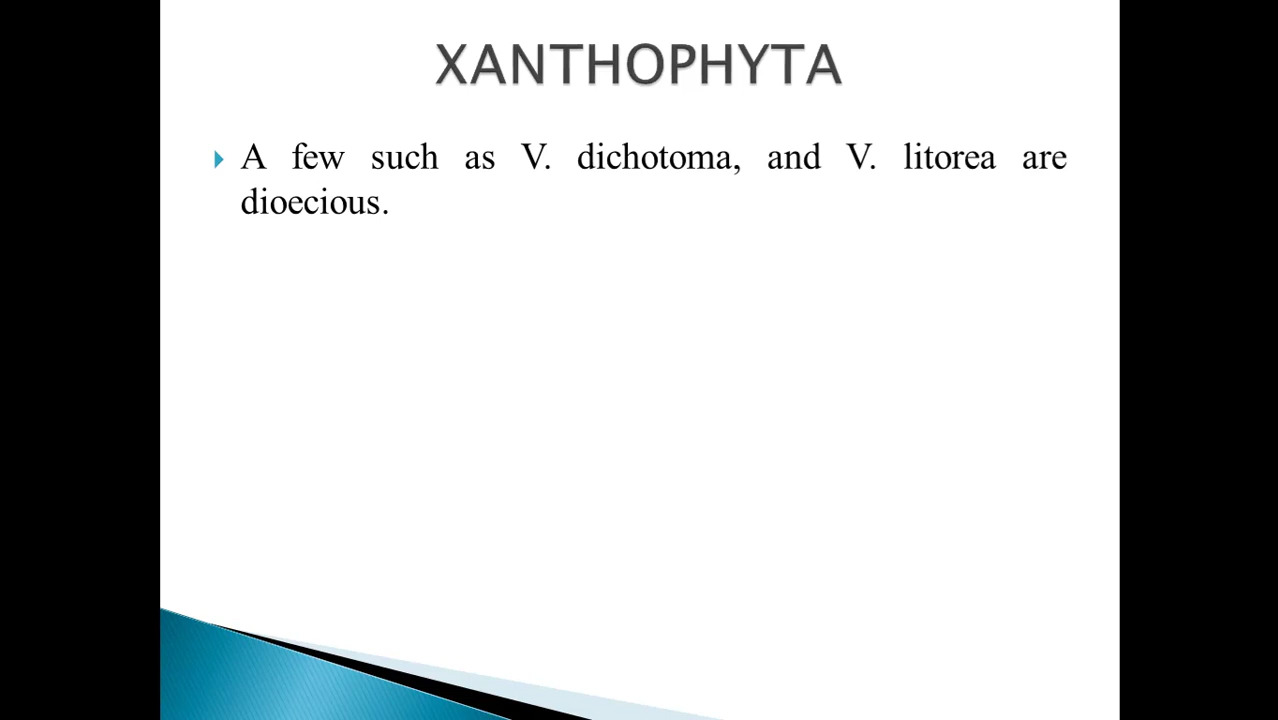 XANTHOPHYTA
A few such as V. dichotoma, and V. litorea are
dioecious.